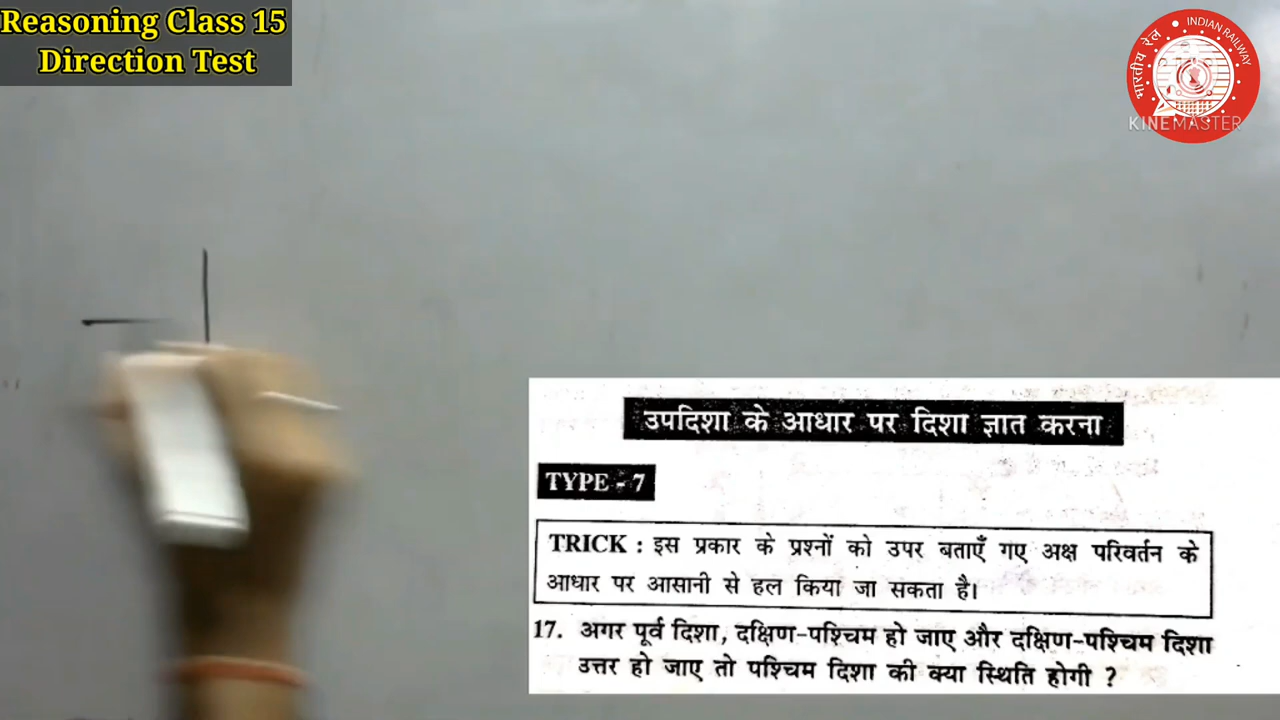 Reasoning Class 15
Direction Test
भारतीय रेल
INDIAN RAILWAY
KINEMASTER
उपदिशा के आधार पर दिशा ज्ञात करना
TYPE - 7
TRICK : इस प्रकार के प्रश्नों को उपर बताएँ गए अक्ष परिवर्तन के
आधार पर आसानी से हल किया जा सकता है।
17. अगर पूर्व दिशा, दक्षिण-पश्चिम हो जाए और दक्षिण-पश्चिम दिशा
उत्तर हो जाए तो पश्चिम दिशा की क्या स्थिति होगी ?